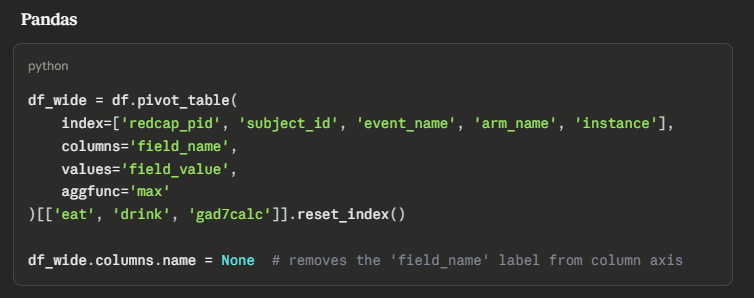 Pandas
python
df_wide = df.pivot_table(
    index=['redcap_pid', 'subject_id', 'event_name', 'arm_name', 'instance'],
    columns='field_name',
    values='field_value',
    aggfunc='max'
)[['eat', 'drink', 'gad7calc']].reset_index()
df_wide.columns.name = None  # removes the 'field_name' label from column axis